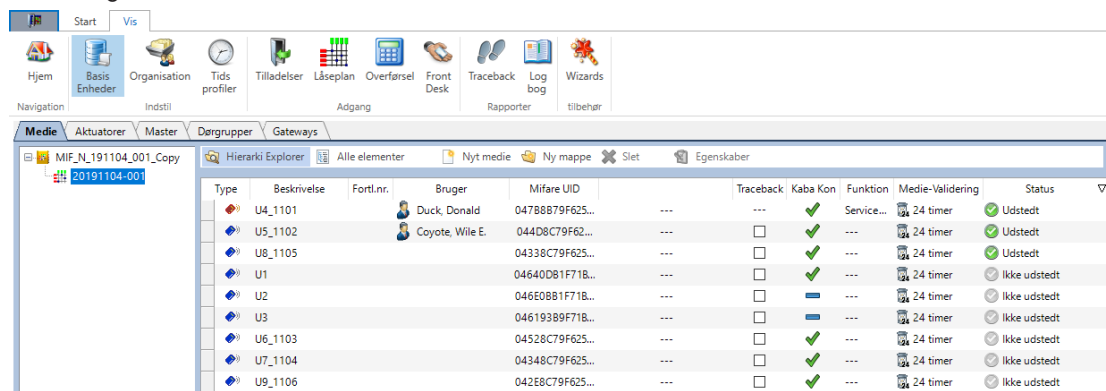 Start Vis
Hjem Basis Enheder Organisation Tids profiler Tilladelser Låseplan Overførsel Front Desk Traceback Log bog Wizards
Navigation Indstil Adgang Rapporter tilbehør
Medie Aktuatorer Master Dørgrupper Gateways
MIF_N_191104_001_Copy
20191104-001
Hierarki Explorer Alle elementer Nyt medie Ny mappe Slet Egenskaber
Type Beskrivelse Fortl.nr. Bruger Mifare UID Traceback Kaba Kon Funktion Medie-Validering Status
U4_1101 Duck, Donald 047B8B79F625... --- --- Service... 24 timer Udstedt
U5_1102 Coyote, Wile E. 044D8C79F62... --- --- 24 timer Udstedt
U8_1105 04338C79F625... --- --- 24 timer Udstedt
U1 04640DB1F71B... --- --- 24 timer Ikke udstedt
U2 046E0BB1F71B... --- --- 24 timer Ikke udstedt
U3 046193B9F71B... --- --- 24 timer Ikke udstedt
U6_1103 04528C79F625... --- --- 24 timer Ikke udstedt
U7_1104 04348C79F625... --- --- 24 timer Ikke udstedt
U9_1106 042E8C79F625... --- --- 24 timer Ikke udstedt